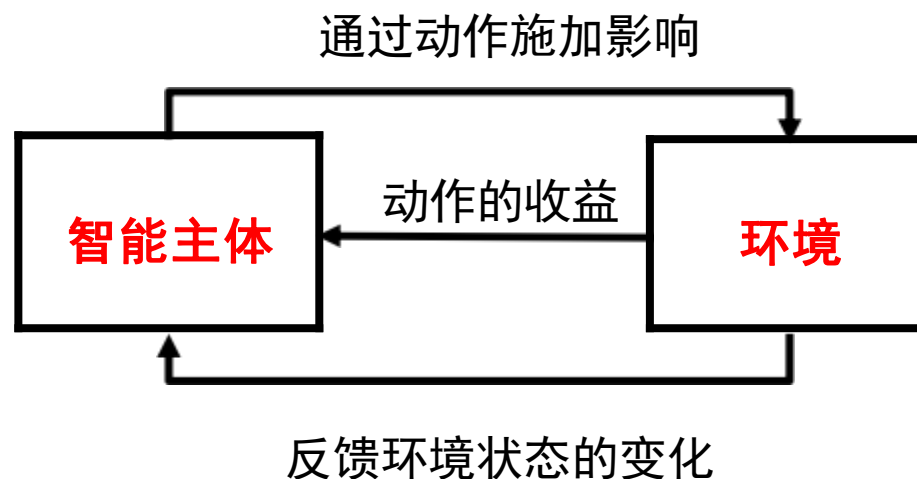 通过动作施加影响
动作的收益
智能主体
环境
反馈环境状态的变化